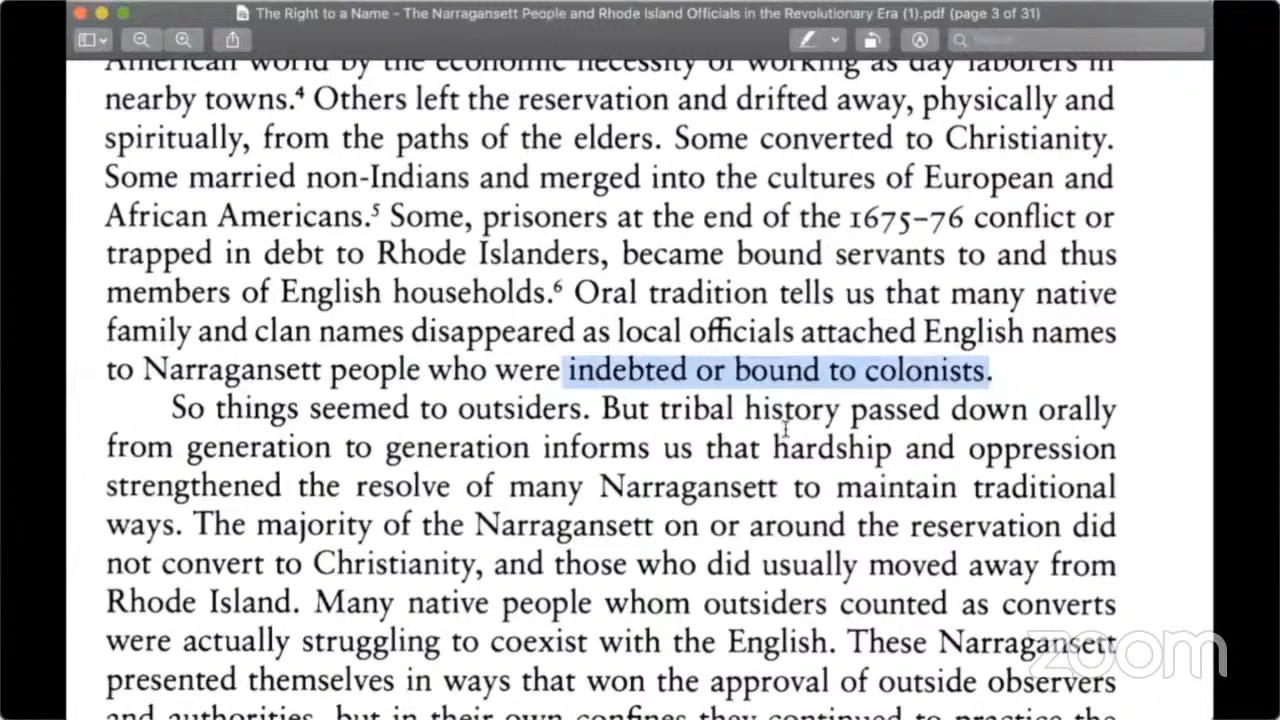 The Right to a Name - The Narragansett People and Rhode Island Officials in the Revolutionary Era (1).pdf (page 3 of 31)
Search
American world by the economic necessity of working as day laborers in
nearby towns.⁴ Others left the reservation and drifted away, physically and
spiritually, from the paths of the elders. Some converted to Christianity.
Some married non-Indians and merged into the cultures of European and
African Americans.⁵ Some, prisoners at the end of the 1675–76 conflict or
trapped in debt to Rhode Islanders, became bound servants to and thus
members of English households.⁶ Oral tradition tells us that many native
family and clan names disappeared as local officials attached English names
to Narragansett people who were indebted or bound to colonists.
So things seemed to outsiders. But tribal history passed down orally
from generation to generation informs us that hardship and oppression
strengthened the resolve of many Narragansett to maintain traditional
ways. The majority of the Narragansett on or around the reservation did
not convert to Christianity, and those who did usually moved away from
Rhode Island. Many native people whom outsiders counted as converts
were actually struggling to coexist with the English. These Narragansett
presented themselves in ways that won the approval of outside observers
and authorities, but in their own confines they continued to practice the
zoom